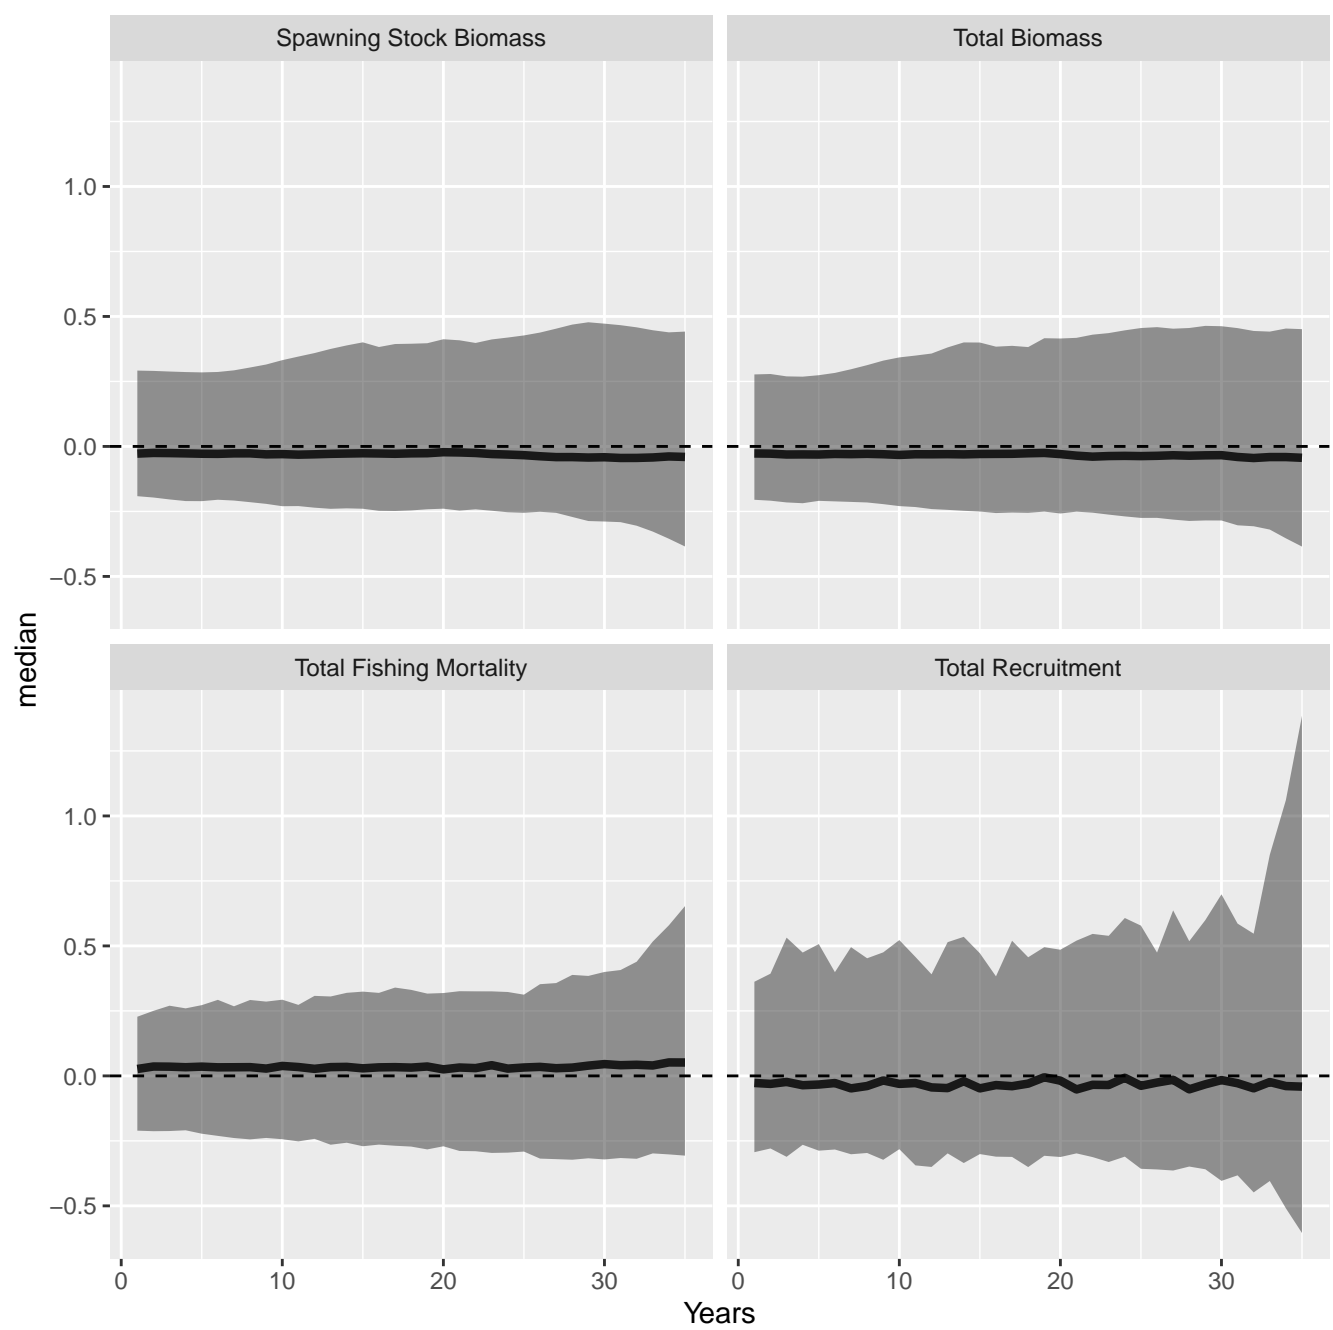 Spawning Stock Biomass
Total Biomass
1.0
0.5
0.0
−0.5
median
Total Fishing Mortality
Total Recruitment
1.0
0.5
0.0
−0.5
0 10 20 30
0 10 20 30
Years